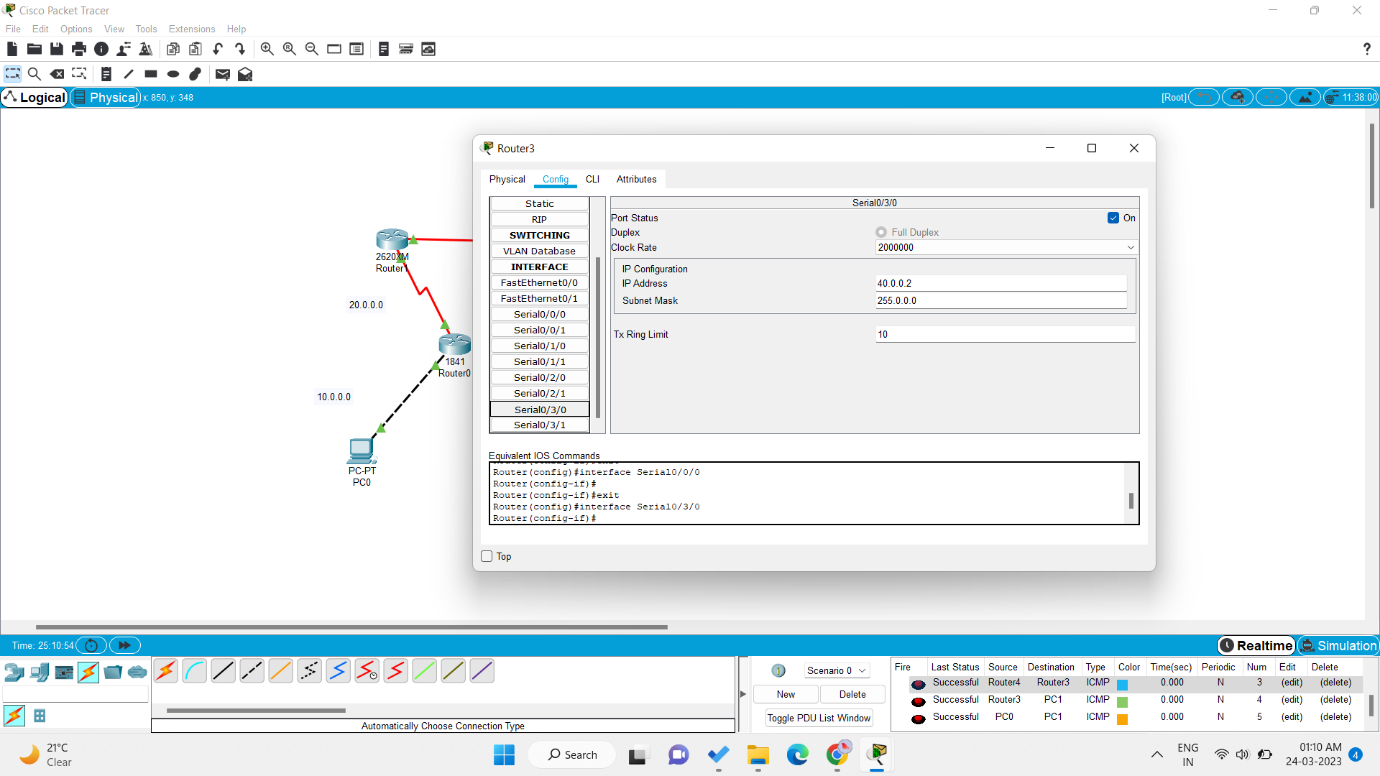 Cisco Packet Tracer
File Edit Options View Tools Extensions Help
?
Logical Physical x: 850, y: 348 [Root] 11:38:00
Router3
Physical Config CLI Attributes
Static
RIP
SWITCHING
VLAN Database
INTERFACE
FastEthernet0/0
FastEthernet0/1
Serial0/0/0
Serial0/0/1
Serial0/1/0
Serial0/1/1
Serial0/2/0
Serial0/2/1
Serial0/3/0
Serial0/3/1
Serial0/3/0
Port Status On
Duplex Full Duplex
Clock Rate 2000000
IP Configuration
IP Address 40.0.0.2
Subnet Mask 255.0.0.0
Tx Ring Limit 10
Equivalent IOS Commands
Router(config)#interface Serial0/0/0
Router(config-if)#
Router(config-if)#exit
Router(config)#interface Serial0/3/0
Router(config-if)#
Top
2620XM
Router1
20.0.0.0
1841
Router0
10.0.0.0
PC-PT
PC0
Time: 25:10:54 Realtime Simulation
Automatically Choose Connection Type
Scenario 0
New Delete
Toggle PDU List Window
Fire Last Status Source Destination Type Color Time(sec) Periodic Num Edit Delete
Successful Router4 Router3 ICMP 0.000 N 3 (edit) (delete)
Successful Router3 PC1 ICMP 0.000 N 4 (edit) (delete)
Successful PC0 PC1 ICMP 0.000 N 5 (edit) (delete)
21°C
Clear
Search
ENG
IN
01:10 AM
24-03-2023
4